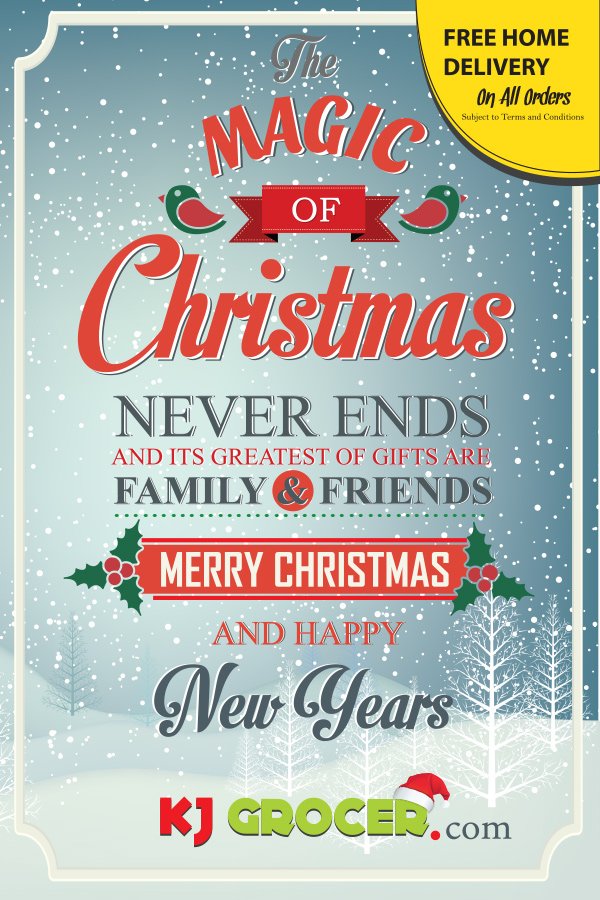 FREE HOME
DELIVERY
On All Orders
Subject to Terms and Conditions
The
MAGIC
OF
Christmas
NEVER ENDS
AND ITS GREATEST OF GIFTS ARE
FAMILY & FRIENDS
MERRY CHRISTMAS
AND HAPPY
New Years
KJ GROCER.com